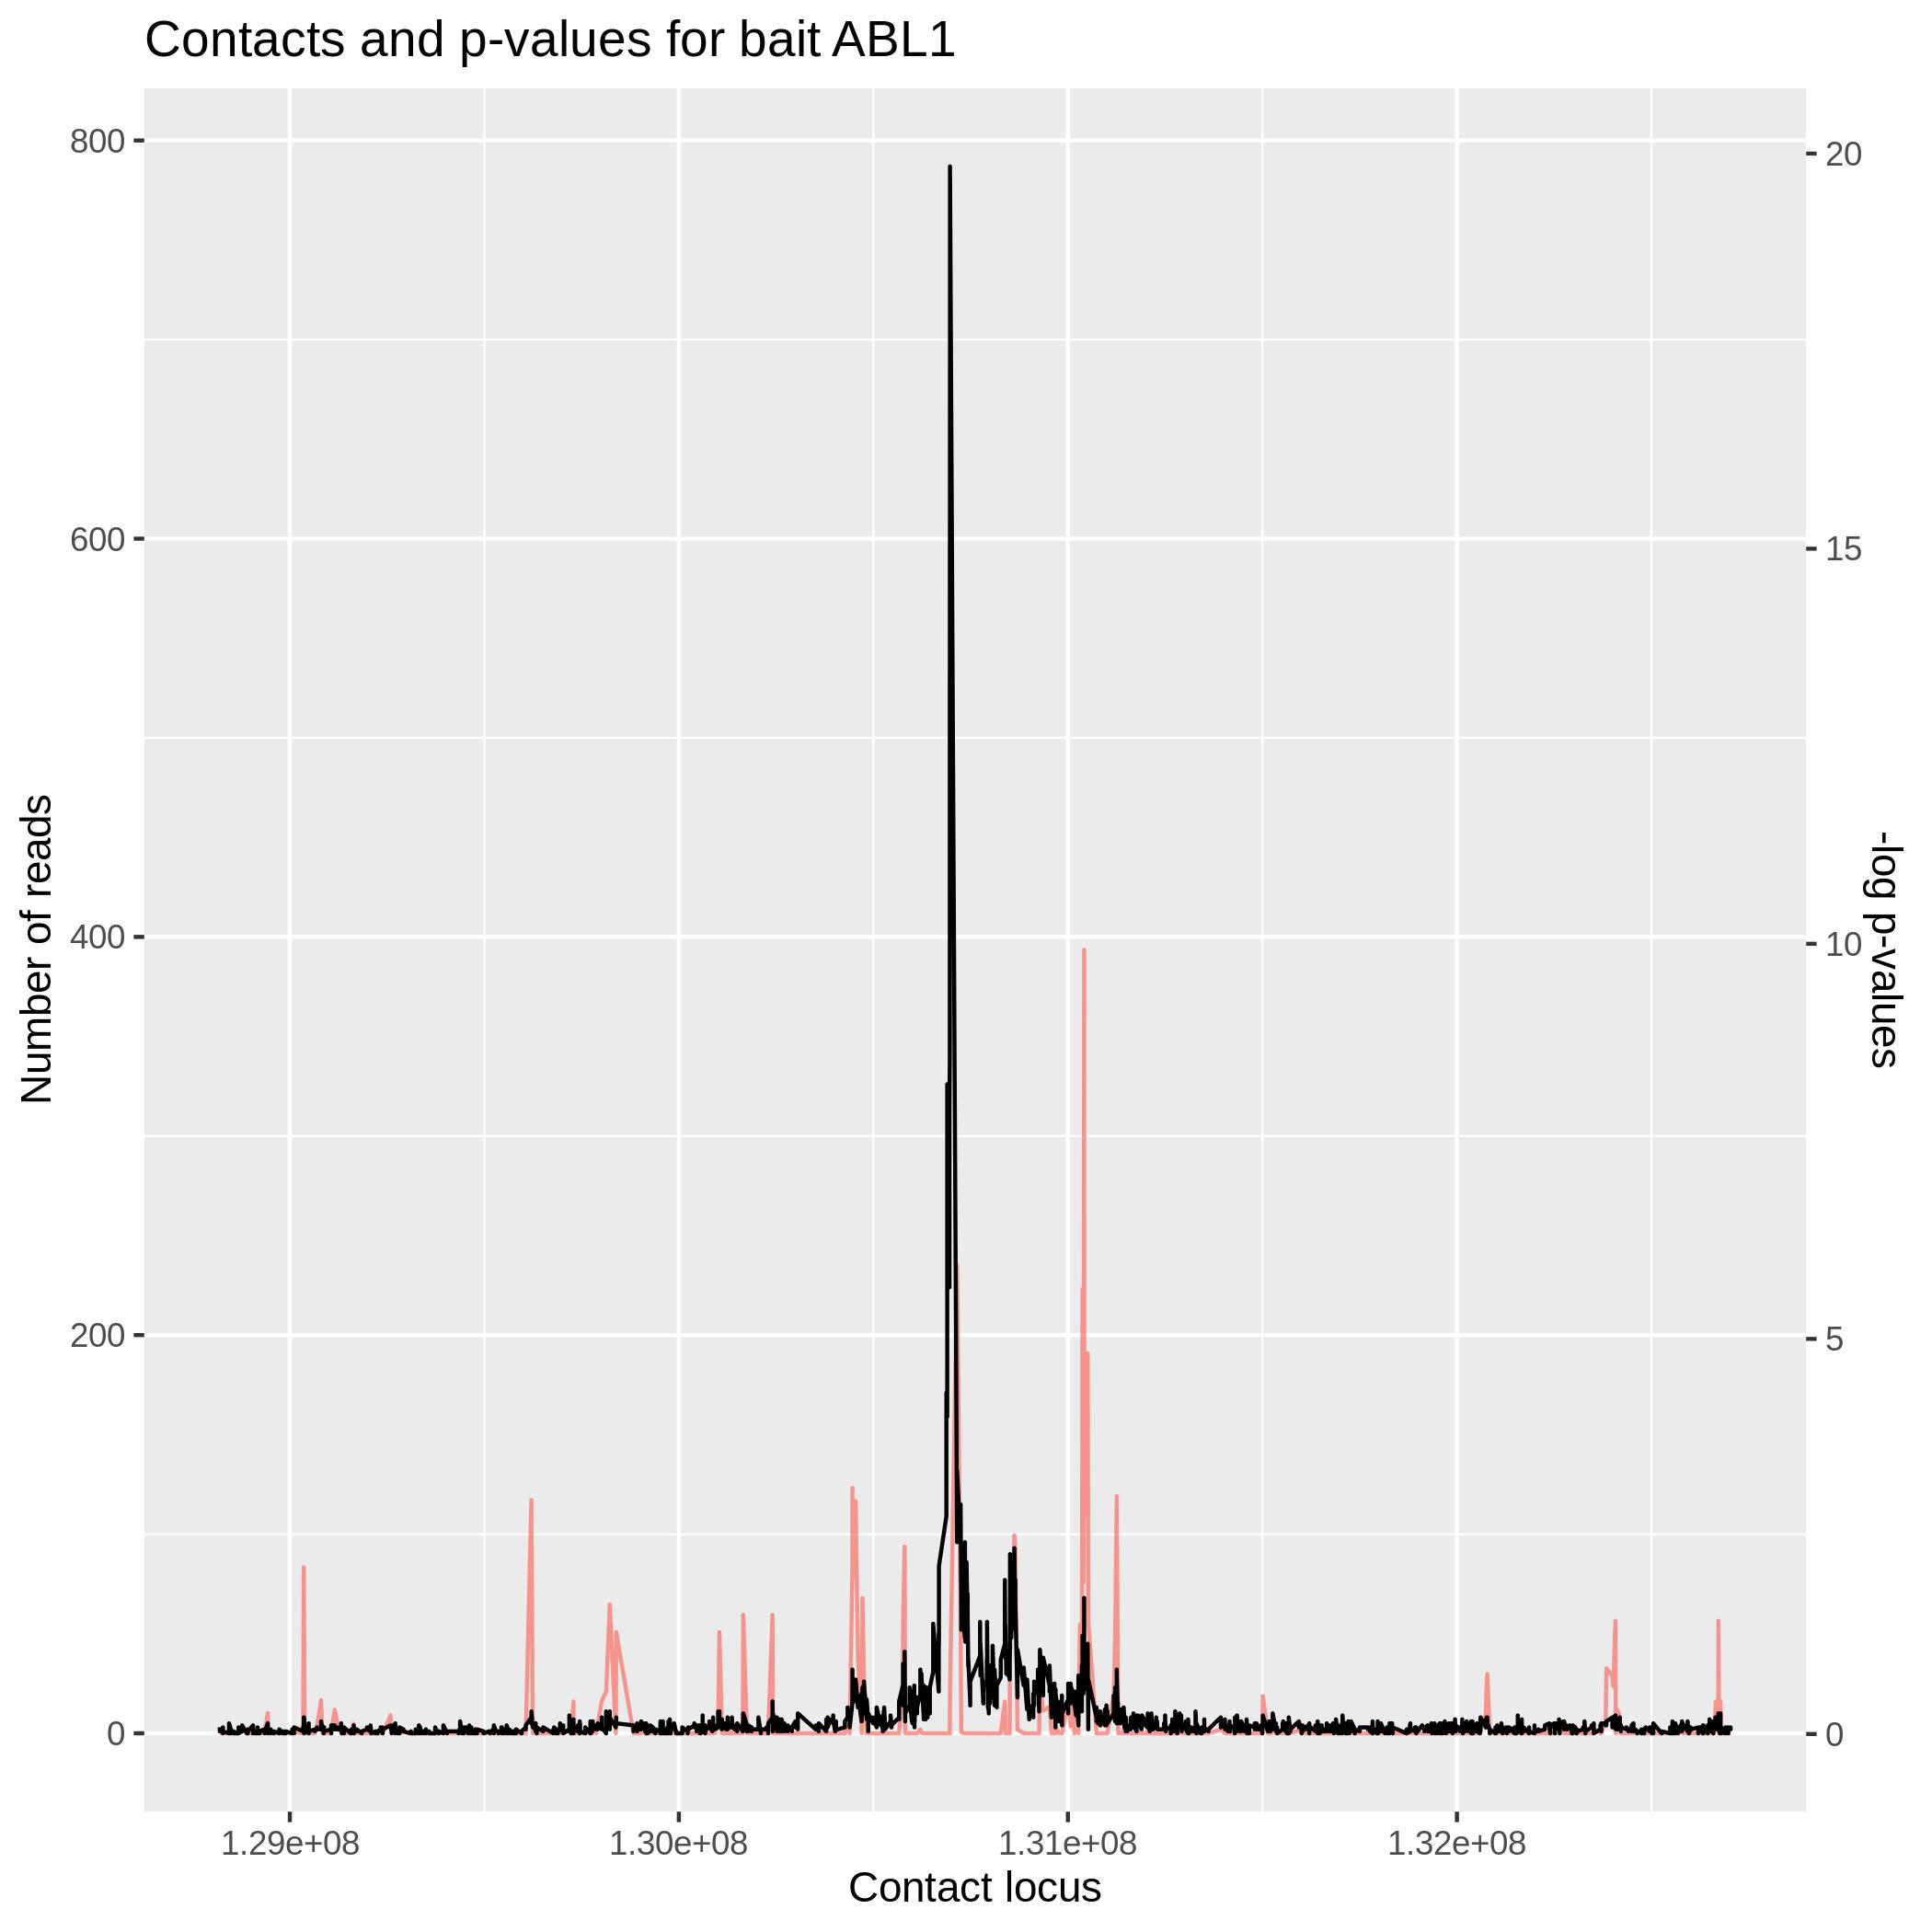 Contacts and p-values for bait ABL1
800
600
400
200
0
Number of reads
20
15
10
5
0
-log p-values
1.29e+08
1.30e+08
1.31e+08
1.32e+08
Contact locus